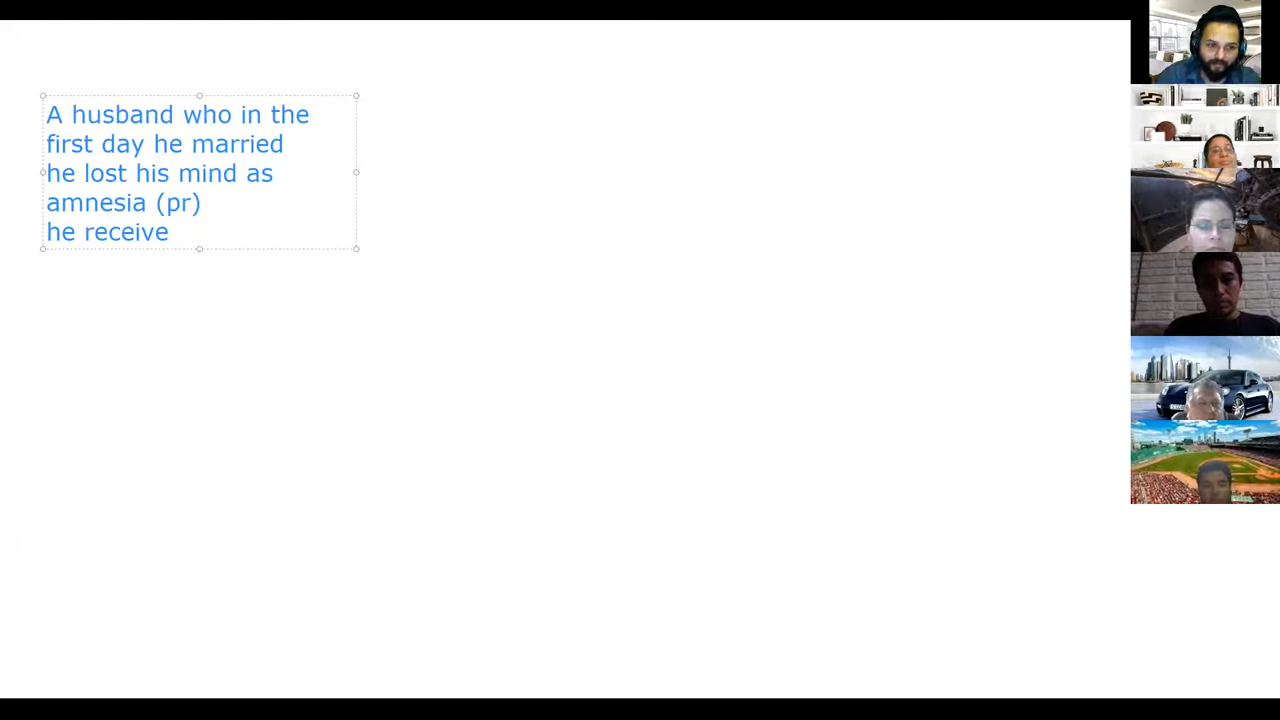 A husband who in the
first day he married
he lost his mind as
amnesia (pr)
he receive